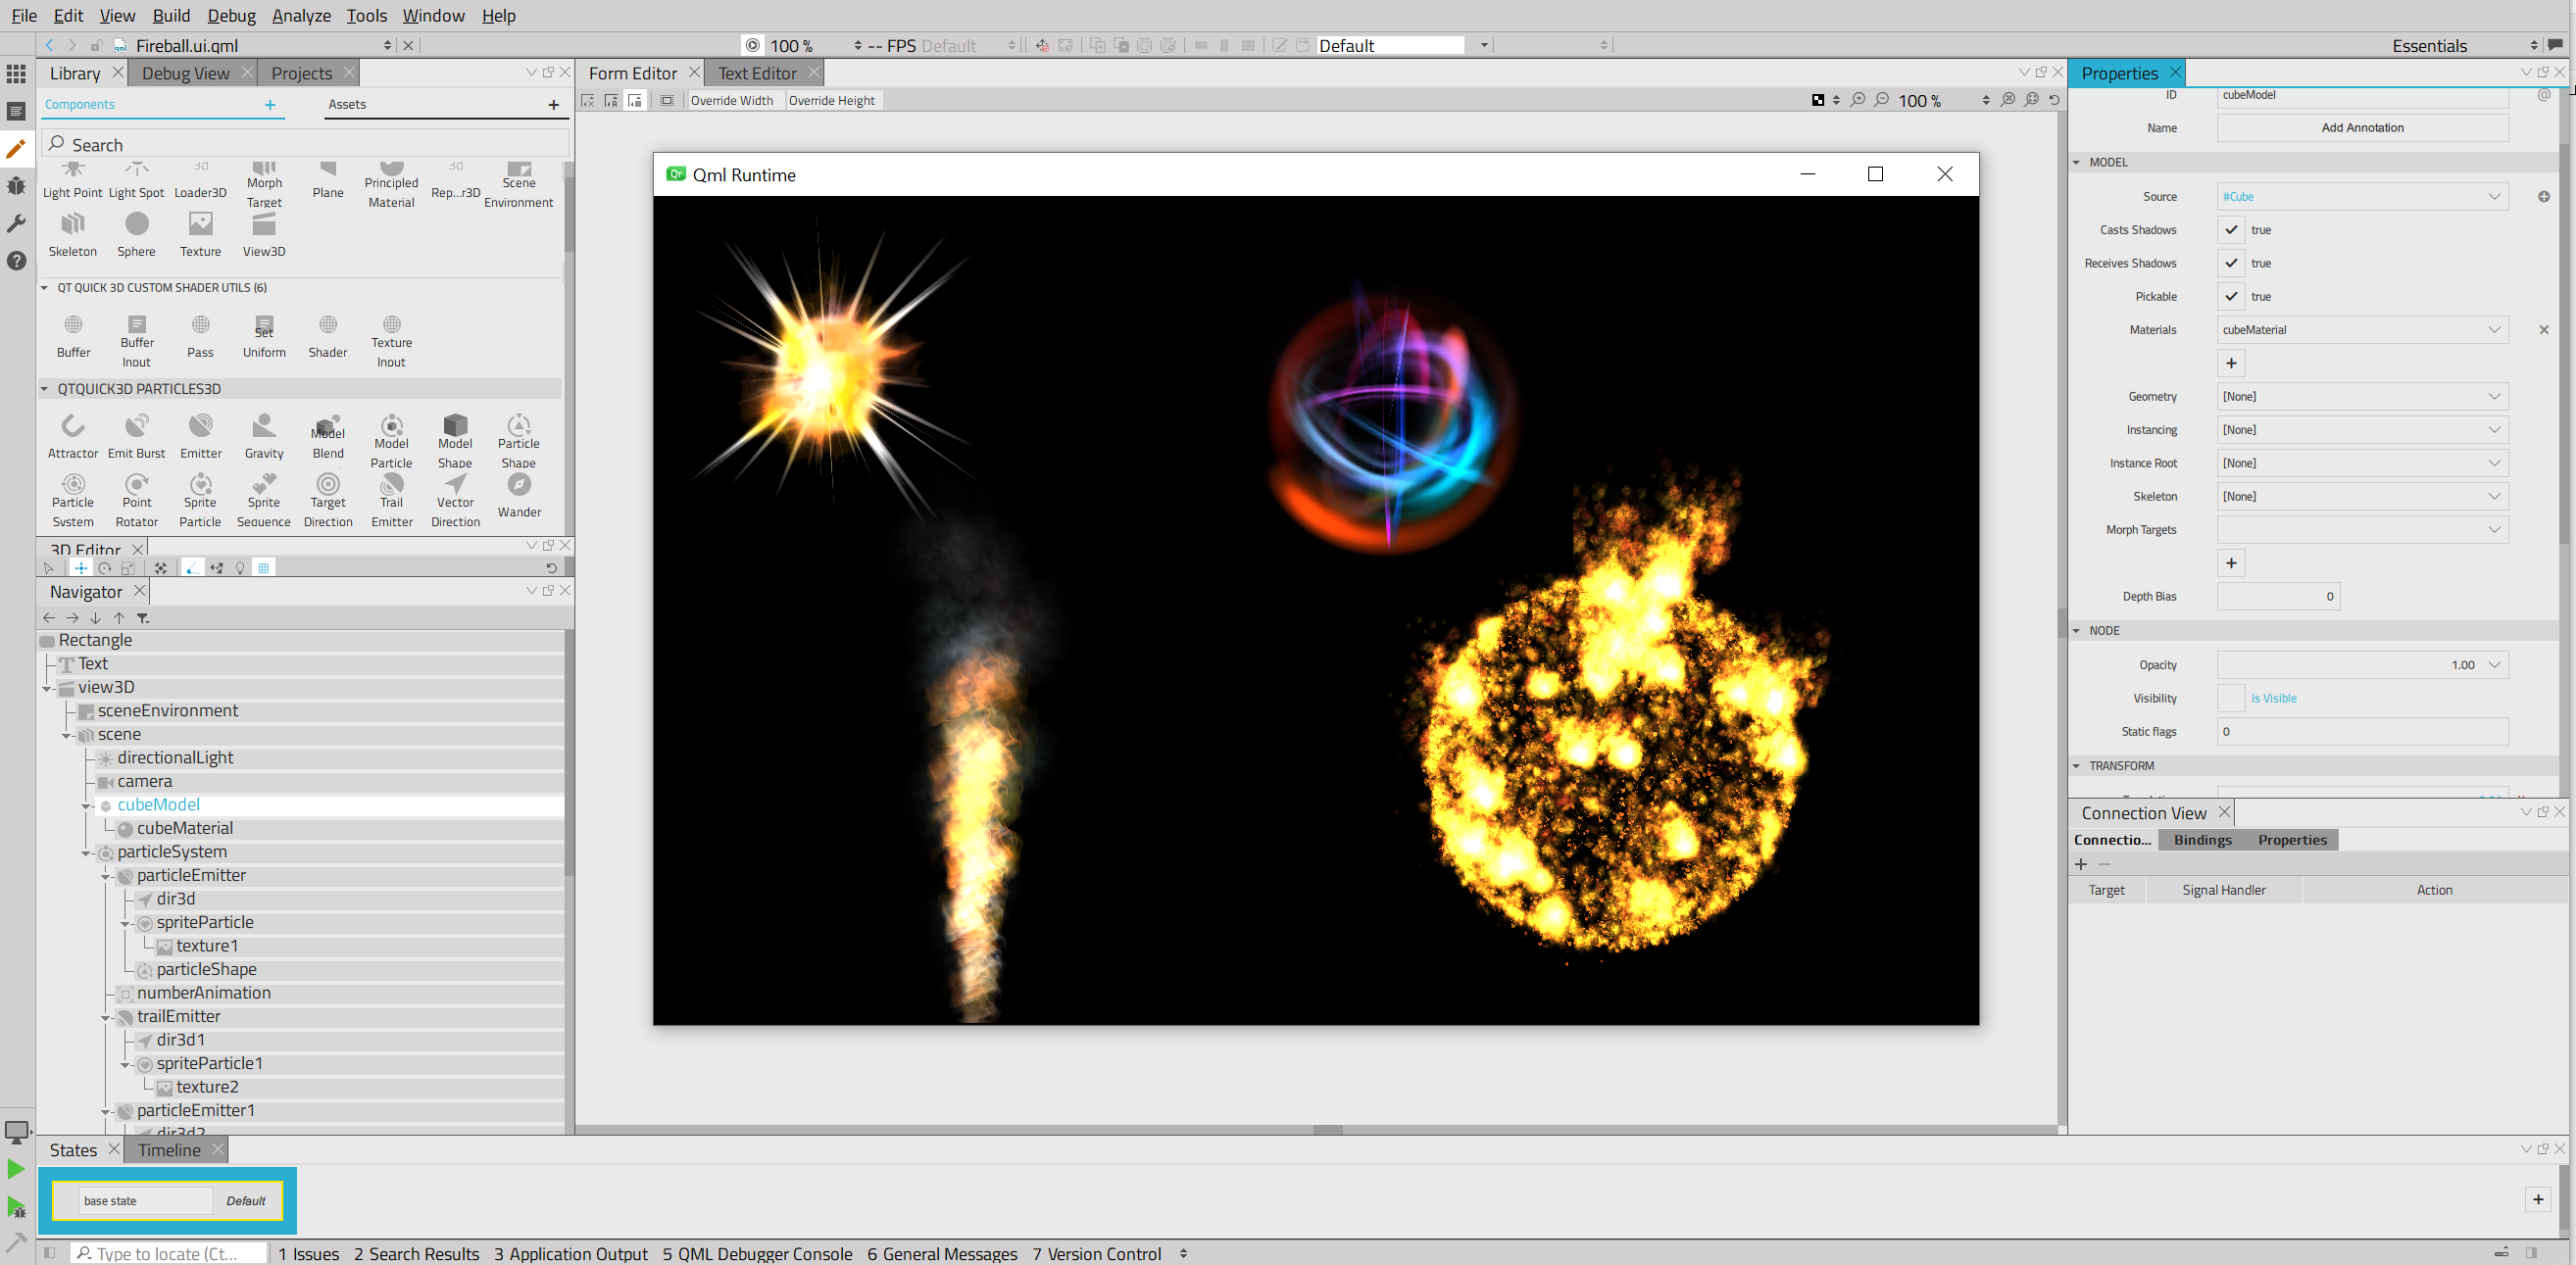 File Edit View Build Debug Analyze Tools Window Help
Fireball.ui.qml 100 % -- FPS Default Default Essentials
Library Debug View Projects
Components + Assets +
Search
Light Point Light Spot Loader3D Morph Target Plane Principled Material Rep...r3D Scene Environment
Skeleton Sphere Texture View3D
QT QUICK 3D CUSTOM SHADER UTILS (6)
Buffer Buffer Input Pass Set Uniform Shader Texture Input
QTQUICK3D PARTICLES3D
Attractor Emit Burst Emitter Gravity Model Blend Model Particle Model Shape Particle Shape
Particle System Point Rotator Sprite Particle Sprite Sequence Target Direction Trail Emitter Vector Direction Wander
3D Editor
Navigator
Rectangle
Text
view3D
sceneEnvironment
scene
directionalLight
camera
cubeModel
cubeMaterial
particleSystem
particleEmitter
dir3d
spriteParticle
texture1
particleShape
numberAnimation
trailEmitter
dir3d1
spriteParticle1
texture2
particleEmitter1
dir3d2
Form Editor Text Editor
Override Width Override Height 100 %
Qt Qml Runtime
Properties
ID cubeModel @
Name Add Annotation
MODEL
Source #Cube
Casts Shadows true
Receives Shadows true
Pickable true
Materials cubeMaterial
+
Geometry [None]
Instancing [None]
Instance Root [None]
Skeleton [None]
Morph Targets
+
Depth Bias 0
NODE
Opacity 1.00
Visibility Is Visible
Static flags 0
TRANSFORM
Connection View
Connectio... Bindings Properties
Target Signal Handler Action
States Timeline
base state Default
Type to locate (Ct... 1 Issues 2 Search Results 3 Application Output 5 QML Debugger Console 6 General Messages 7 Version Control